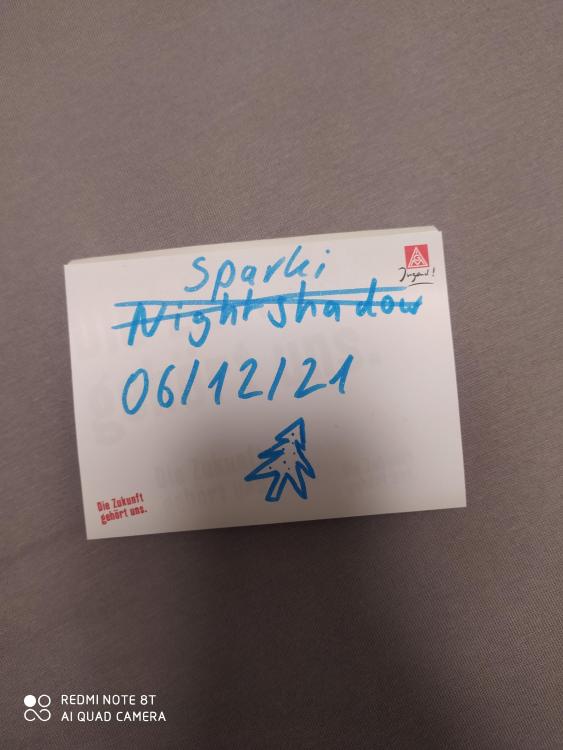 Sparki
Nightshadow
06/12/21
Jugend!
Die Zukunft
gehört uns.
REDMI NOTE 8T
AI QUAD CAMERA